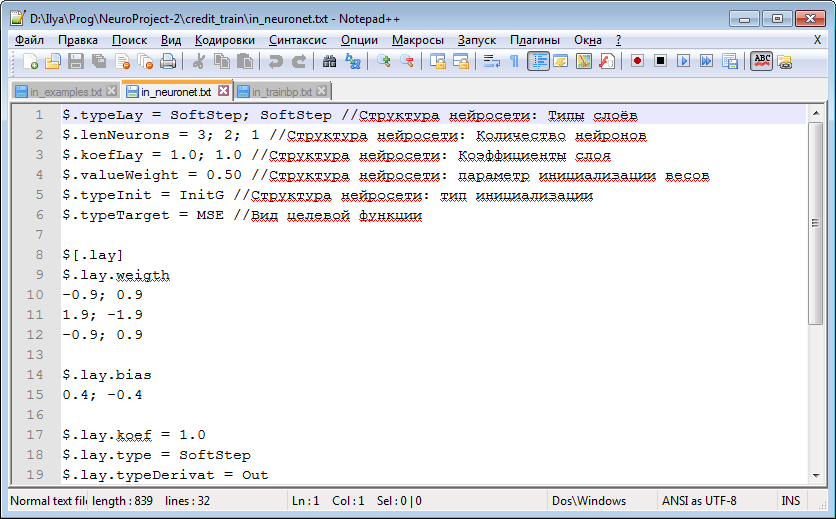 D:\Ilya\Prog\NeuroProject-2\credit_train\in_neuronet.txt - Notepad++
Файл Правка Поиск Вид Кодировки Синтаксис Опции Макросы Запуск Плагины Окна ? X
in_examples.txt in_neuronet.txt in_trainbp.txt
1 $.typeLay = SoftStep; SoftStep //Структура нейросети: Типы слоёв
2 $.lenNeurons = 3; 2; 1 //Структура нейросети: Количество нейронов
3 $.koefLay = 1.0; 1.0 //Структура нейросети: Коэффициенты слоя
4 $.valueWeight = 0.50 //Структура нейросети: параметр инициализации весов
5 $.typeInit = InitG //Структура нейросети: тип инициализации
6 $.typeTarget = MSE //Вид целевой функции
7
8 $[.lay]
9 $.lay.weigth
10 -0.9; 0.9
11 1.9; -1.9
12 -0.9; 0.9
13
14 $.lay.bias
15 0.4; -0.4
16
17 $.lay.koef = 1.0
18 $.lay.type = SoftStep
19 $.lay.typeDerivat = Out
Normal text file length : 839 lines : 32 Ln : 1 Col : 1 Sel : 0 | 0 Dos\Windows ANSI as UTF-8 INS